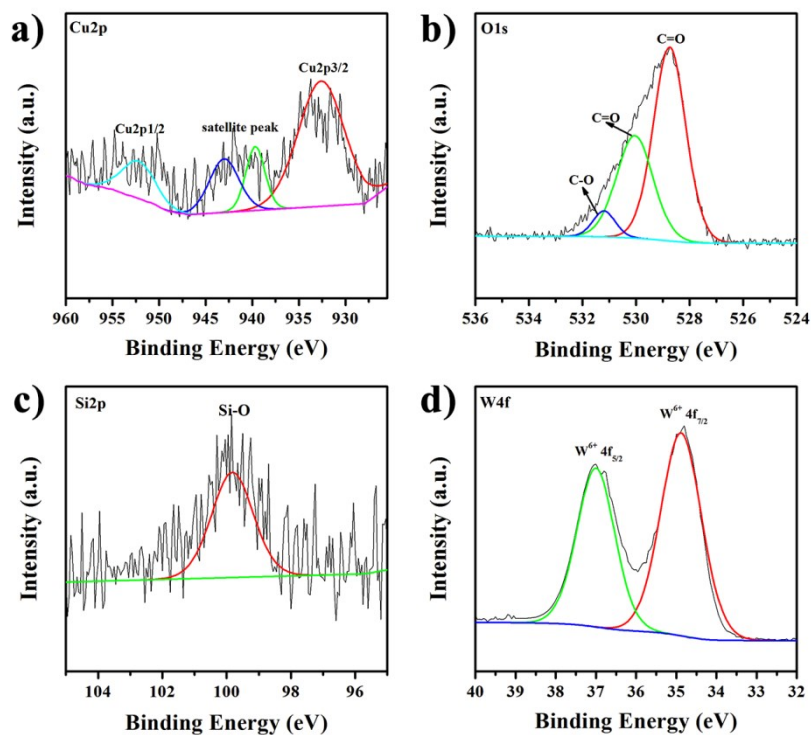 a)
Cu2p
Cu2p3/2
Cu2p1/2
satellite peak
Intensity (a.u.)
960 955 950 945 940 935 930
Binding Energy (eV)
b)
O1s
C=O
C=O
C-O
Intensity (a.u.)
536 534 532 530 528 526 524
Binding Energy (eV)
c)
Si2p
Si-O
Intensity (a.u.)
104 102 100 98 96
Binding Energy (eV)
d)
W4f
W⁶⁺ 4f₇/₂
W⁶⁺ 4f₅/₂
Intensity (a.u.)
40 39 38 37 36 35 34 33 32
Binding Energy (eV)